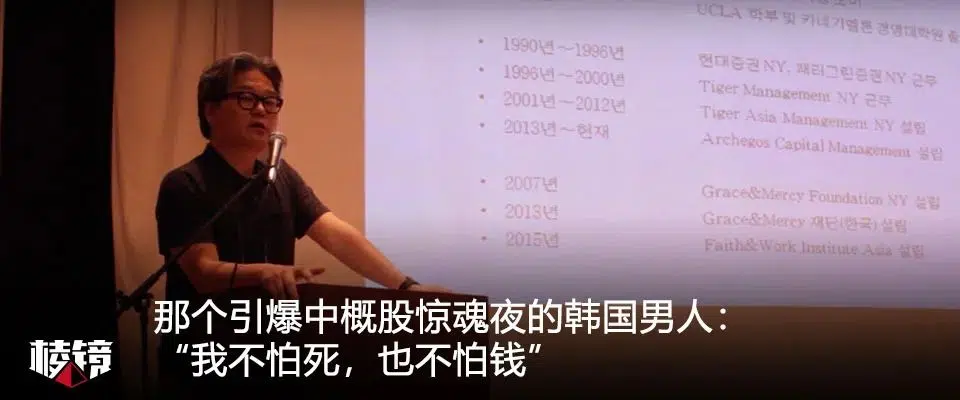 UCLA 학부 및 카네기멜론 경영대학원
• 1990년~1996년 현대증권 NY, NY 근무
• 1996년~2000년 Tiger Management NY 근무
• 2001년~2012년 Tiger Asia Management NY 설립
• 2013년~현재 Archegos Capital Management 설립
• 2007년 Grace&Mercy Foundation NY 설립
• 2013년 Grace&Mercy 재단(한국) 설립
• 2015년 Faith&Work Institute Asia 설립
那个引爆中概股惊魂夜的韩国男人：
“我不怕死，也不怕钱”
棱镜